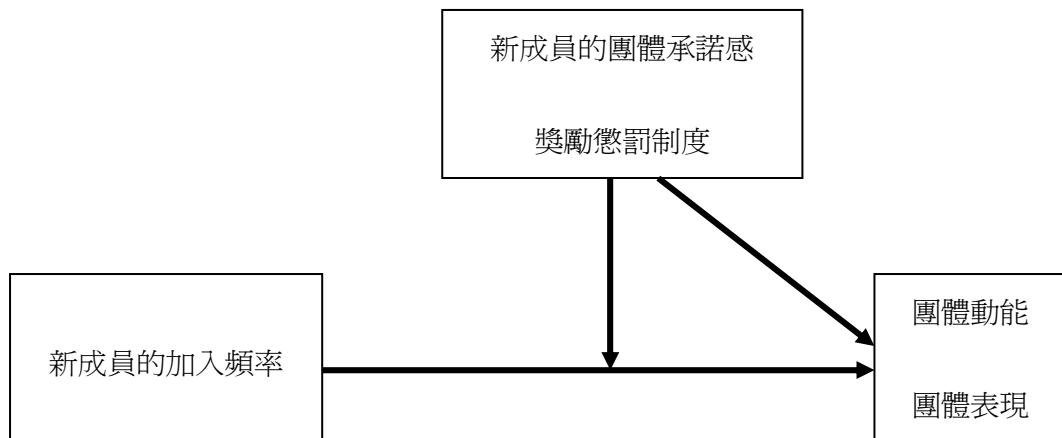 新成員的團體承諾感
獎勵懲罰制度
新成員的加入頻率
團體動能
團體表現